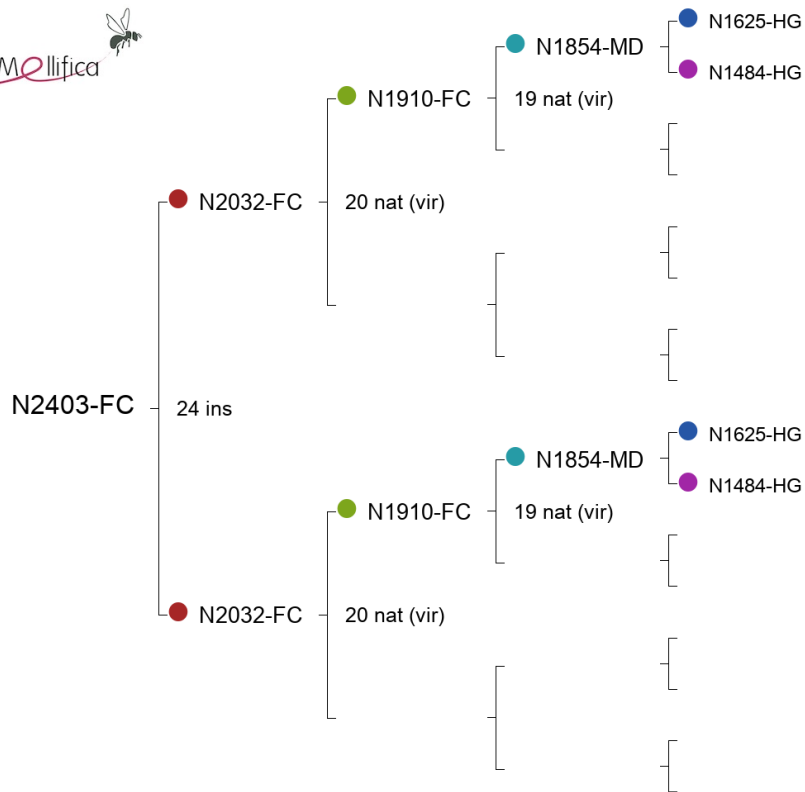 Mellifica
N1625-HG
N1854-MD
N1484-HG
N1910-FC
19 nat (vir)
N2032-FC
20 nat (vir)
N2403-FC
24 ins
N1625-HG
N1854-MD
N1484-HG
N1910-FC
19 nat (vir)
N2032-FC
20 nat (vir)